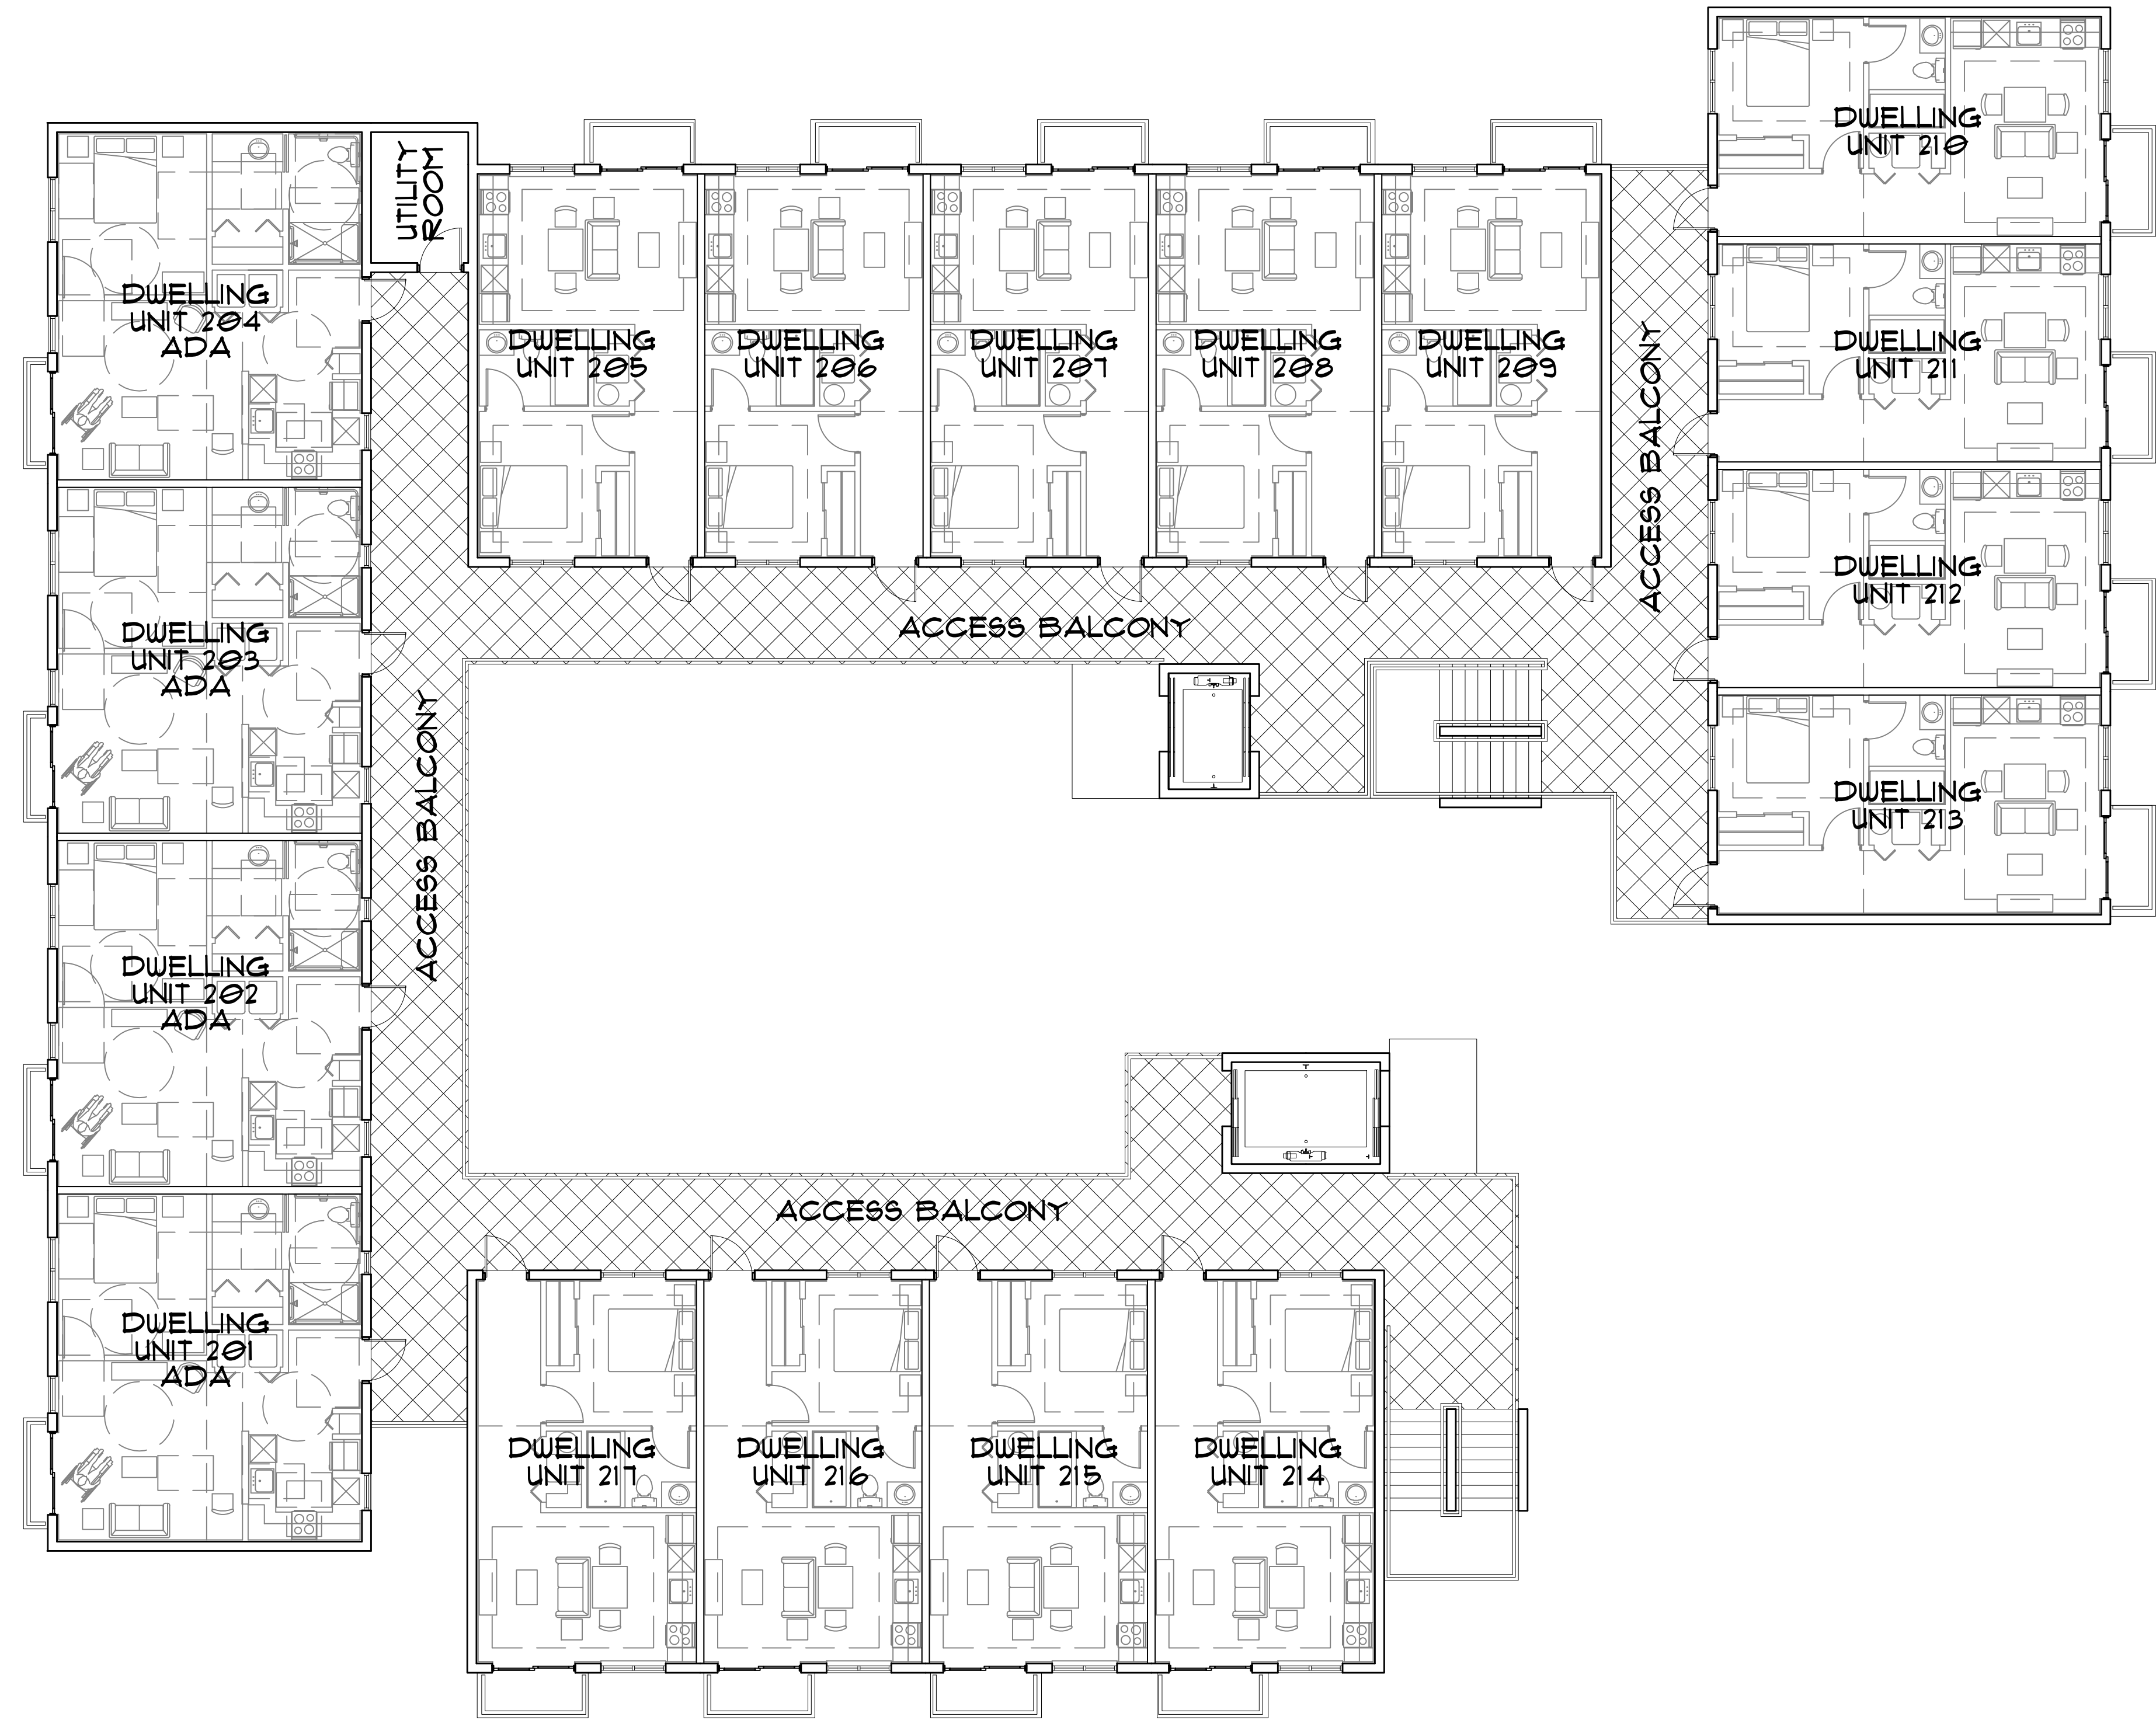 DWELLING
UNIT 210
UTILITY
ROOM
DWELLING
UNIT 204
ADA
DWELLING
UNIT 205
DWELLING
UNIT 206
DWELLING
UNIT 207
DWELLING
UNIT 208
DWELLING
UNIT 209
ACCESS BALCONY
DWELLING
UNIT 211
DWELLING
UNIT 212
ACCESS BALCONY
DWELLING
UNIT 203
ADA
ACCESS BALCONY
DWELLING
UNIT 213
DWELLING
UNIT 202
ADA
ACCESS BALCONY
DWELLING
UNIT 201
ADA
DWELLING
UNIT 217
DWELLING
UNIT 216
DWELLING
UNIT 215
DWELLING
UNIT 214